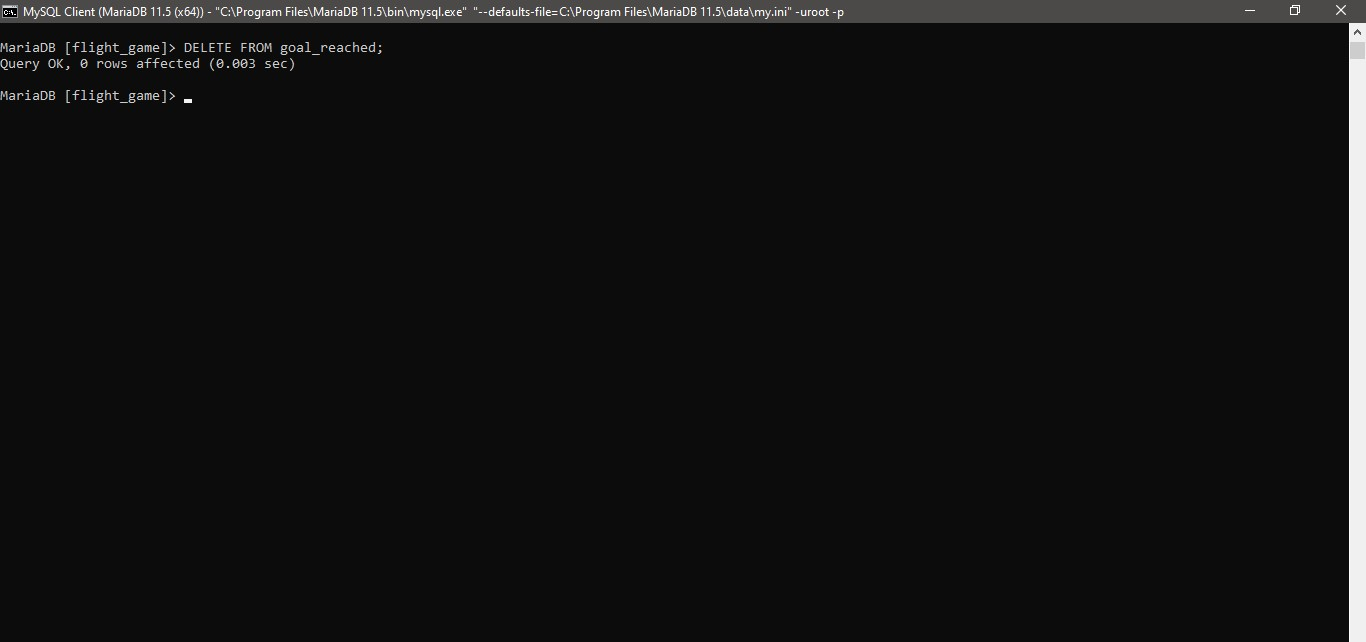 MySQL Client (MariaDB 11.5 (x64)) - "C:\Program Files\MariaDB 11.5\bin\mysql.exe" "--defaults-file=C:\Program Files\MariaDB 11.5\data\my.ini" -uroot -p
MariaDB [flight_game]> DELETE FROM goal_reached;
Query OK, 0 rows affected (0.003 sec)
MariaDB [flight_game]>